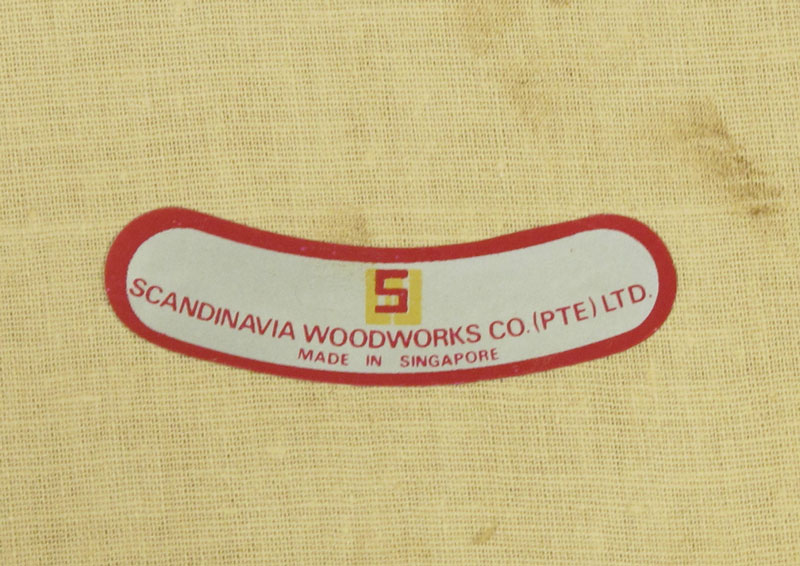 S
SCANDINAVIA WOODWORKS CO. (PTE) LTD.
MADE IN SINGAPORE